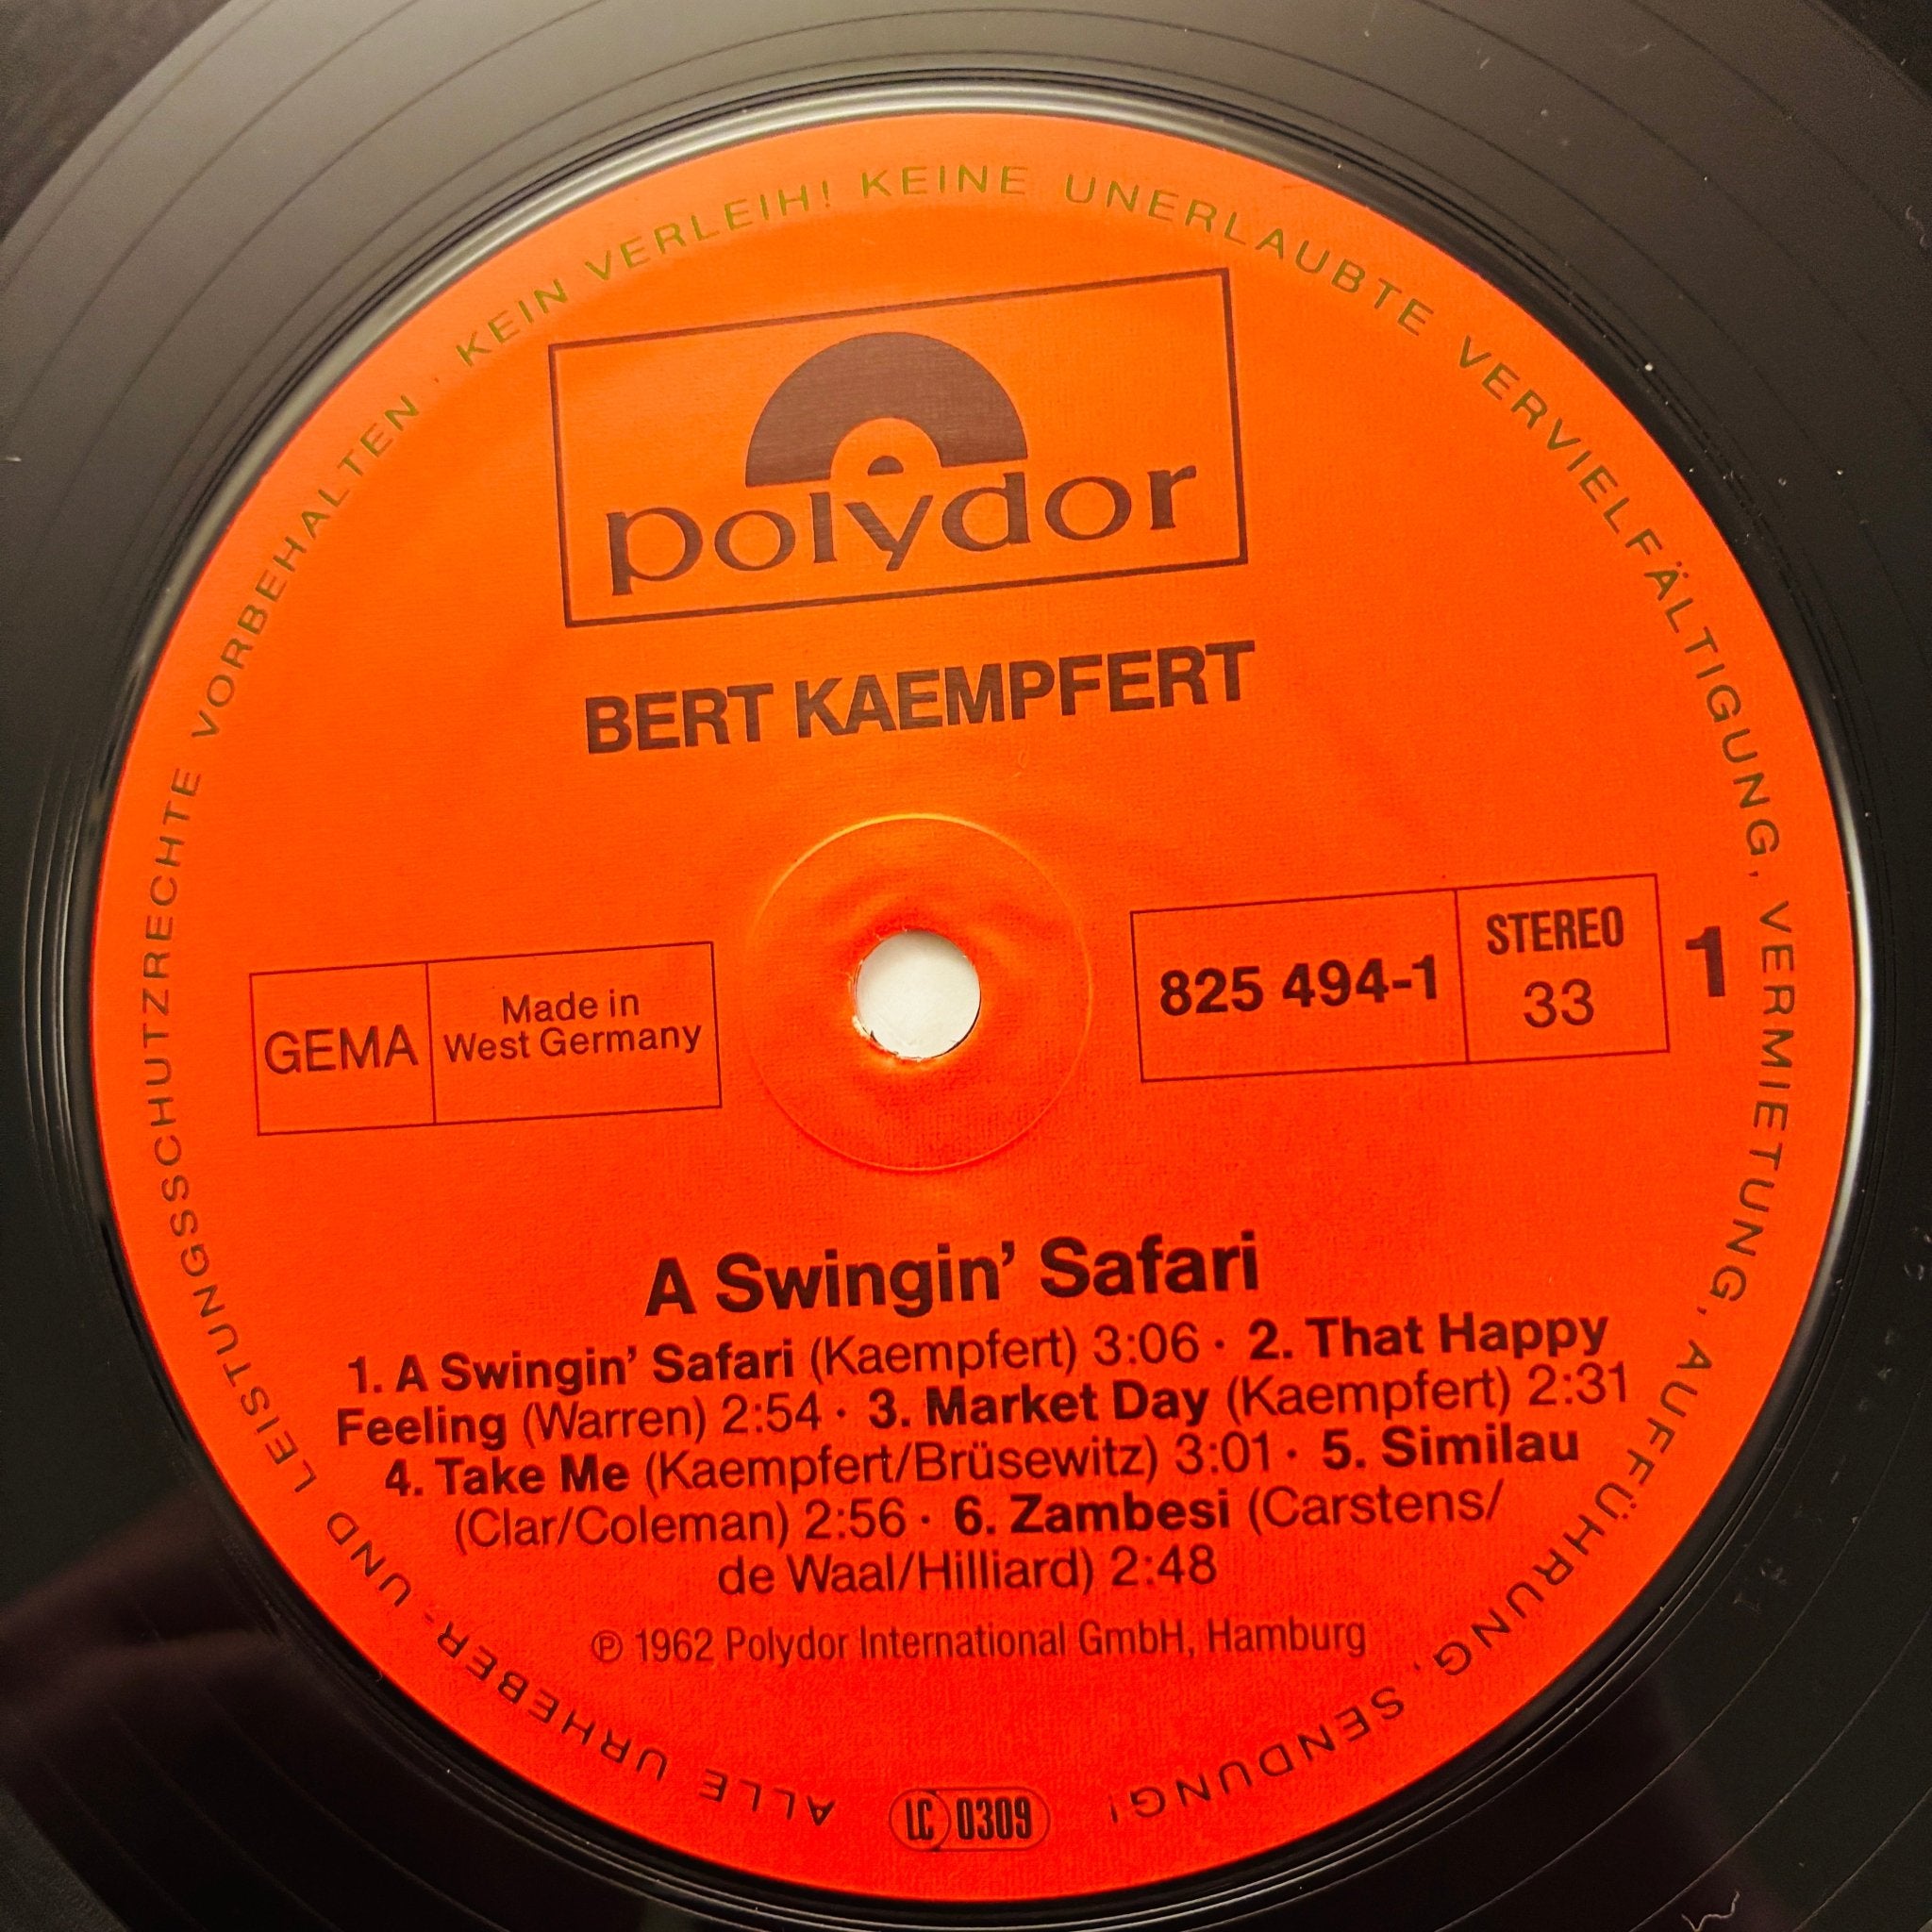 ALLE URHEBER- UND LEISTUNGSSCHUTZRECHTE VORBEHALTEN · KEIN VERLEIH! KEINE UNERLAUBTE VERVIELFÄLTIGUNG, VERMIETUNG, AUFFÜHRUNG, SENDUNG!
polydor
BERT KAEMPFERT
GEMA
Made in
West Germany
825 494-1
STEREO
33
1
A Swingin' Safari
1. A Swingin' Safari (Kaempfert) 3:06 · 2. That Happy
Feeling (Warren) 2:54 · 3. Market Day (Kaempfert) 2:31
4. Take Me (Kaempfert/Brüsewitz) 3:01 · 5. Similau
(Clar/Coleman) 2:56 · 6. Zambesi (Carstens/
de Waal/Hilliard) 2:48
℗ 1962 Polydor International GmbH, Hamburg
LC 0309